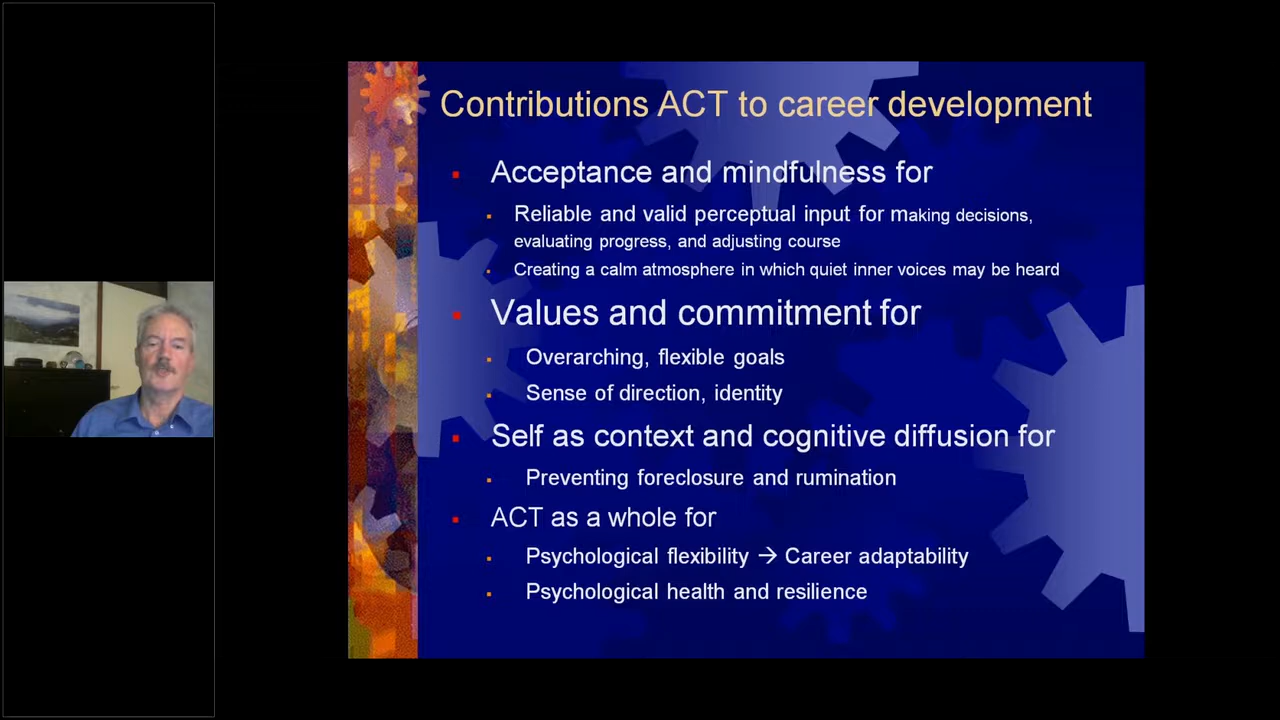 Contributions ACT to career development
Acceptance and mindfulness for
Reliable and valid perceptual input for making decisions,
evaluating progress, and adjusting course
Creating a calm atmosphere in which quiet inner voices may be heard
Values and commitment for
Overarching, flexible goals
Sense of direction, identity
Self as context and cognitive diffusion for
Preventing foreclosure and rumination
ACT as a whole for
Psychological flexibility → Career adaptability
Psychological health and resilience